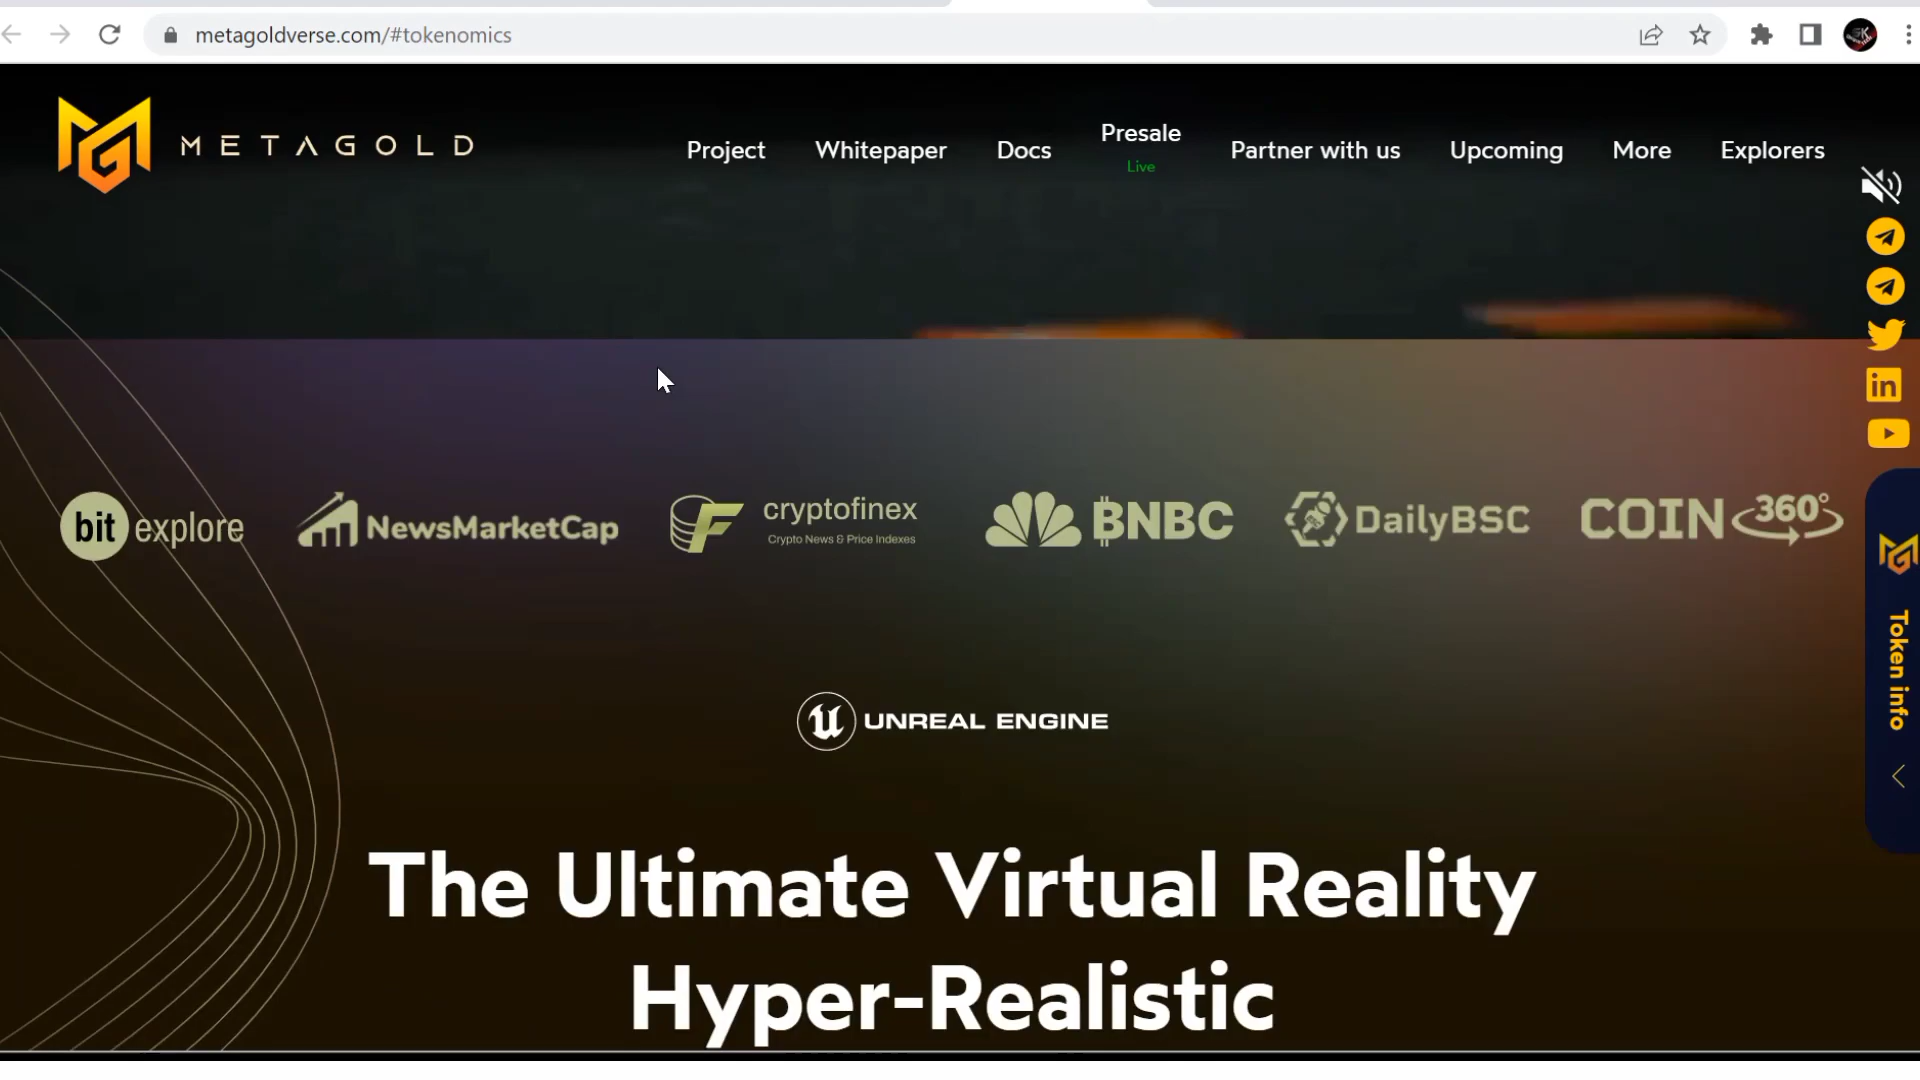 metagoldverse.com/#tokenomics
METAGOLD
Project Whitepaper Docs Presale Partner with us Upcoming More Explorers
Live
bit explore NewsMarketCap cryptofinex BNBC DailyBSC COIN 360°
Crypto News & Price Indexes
UNREAL ENGINE
Token info
The Ultimate Virtual Reality
Hyper-Realistic